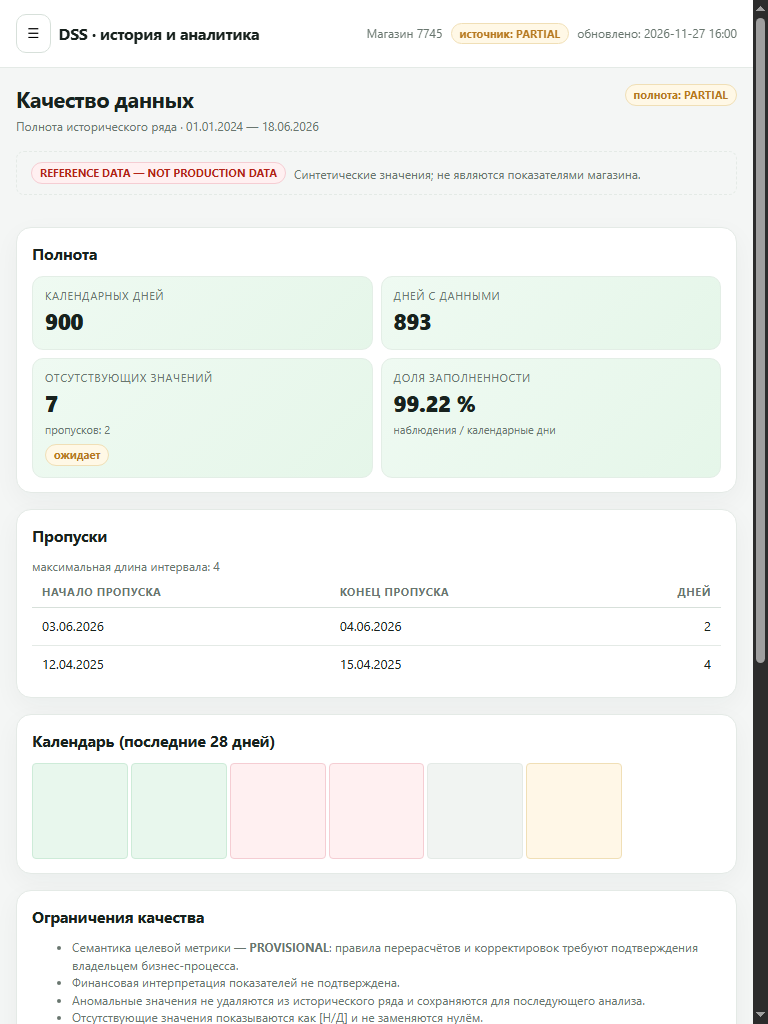 ☰ DSS · история и аналитика Магазин 7745 источник: PARTIAL обновлено: 2026-11-27 16:00
Качество данных полнота: PARTIAL
Полнота исторического ряда · 01.01.2024 — 18.06.2026
REFERENCE DATA — NOT PRODUCTION DATA Синтетические значения; не являются показателями магазина.
Полнота
КАЛЕНДАРНЫХ ДНЕЙ
900
ДНЕЙ С ДАННЫМИ
893
ОТСУТСТВУЮЩИХ ЗНАЧЕНИЙ
7
пропусков: 2
ожидает
ДОЛЯ ЗАПОЛНЕННОСТИ
99.22 %
наблюдения / календарные дни
Пропуски
максимальная длина интервала: 4
НАЧАЛО ПРОПУСКА КОНЕЦ ПРОПУСКА ДНЕЙ
03.06.2026 04.06.2026 2
12.04.2025 15.04.2025 4
Календарь (последние 28 дней)
Ограничения качества
• Семантика целевой метрики — PROVISIONAL: правила перерасчётов и корректировок требуют подтверждения
владельцем бизнес-процесса.
• Финансовая интерпретация показателей не подтверждена.
• Аномальные значения не удаляются из исторического ряда и сохраняются для последующего анализа.
• Отсутствующие значения показываются как [Н/Д] и не заменяются нулём.